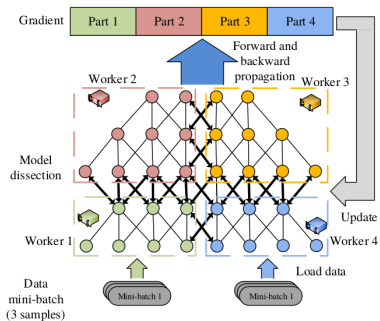 Gradient
Part 1
Part 2
Part 3
Part 4
Forward and
backward
propagation
Worker 2
Worker 3
Model
dissection
Update
Worker 1
Worker 4
Data
mini-batch
(3 samples)
Load data
Mini-batch 1
Mini-batch 1